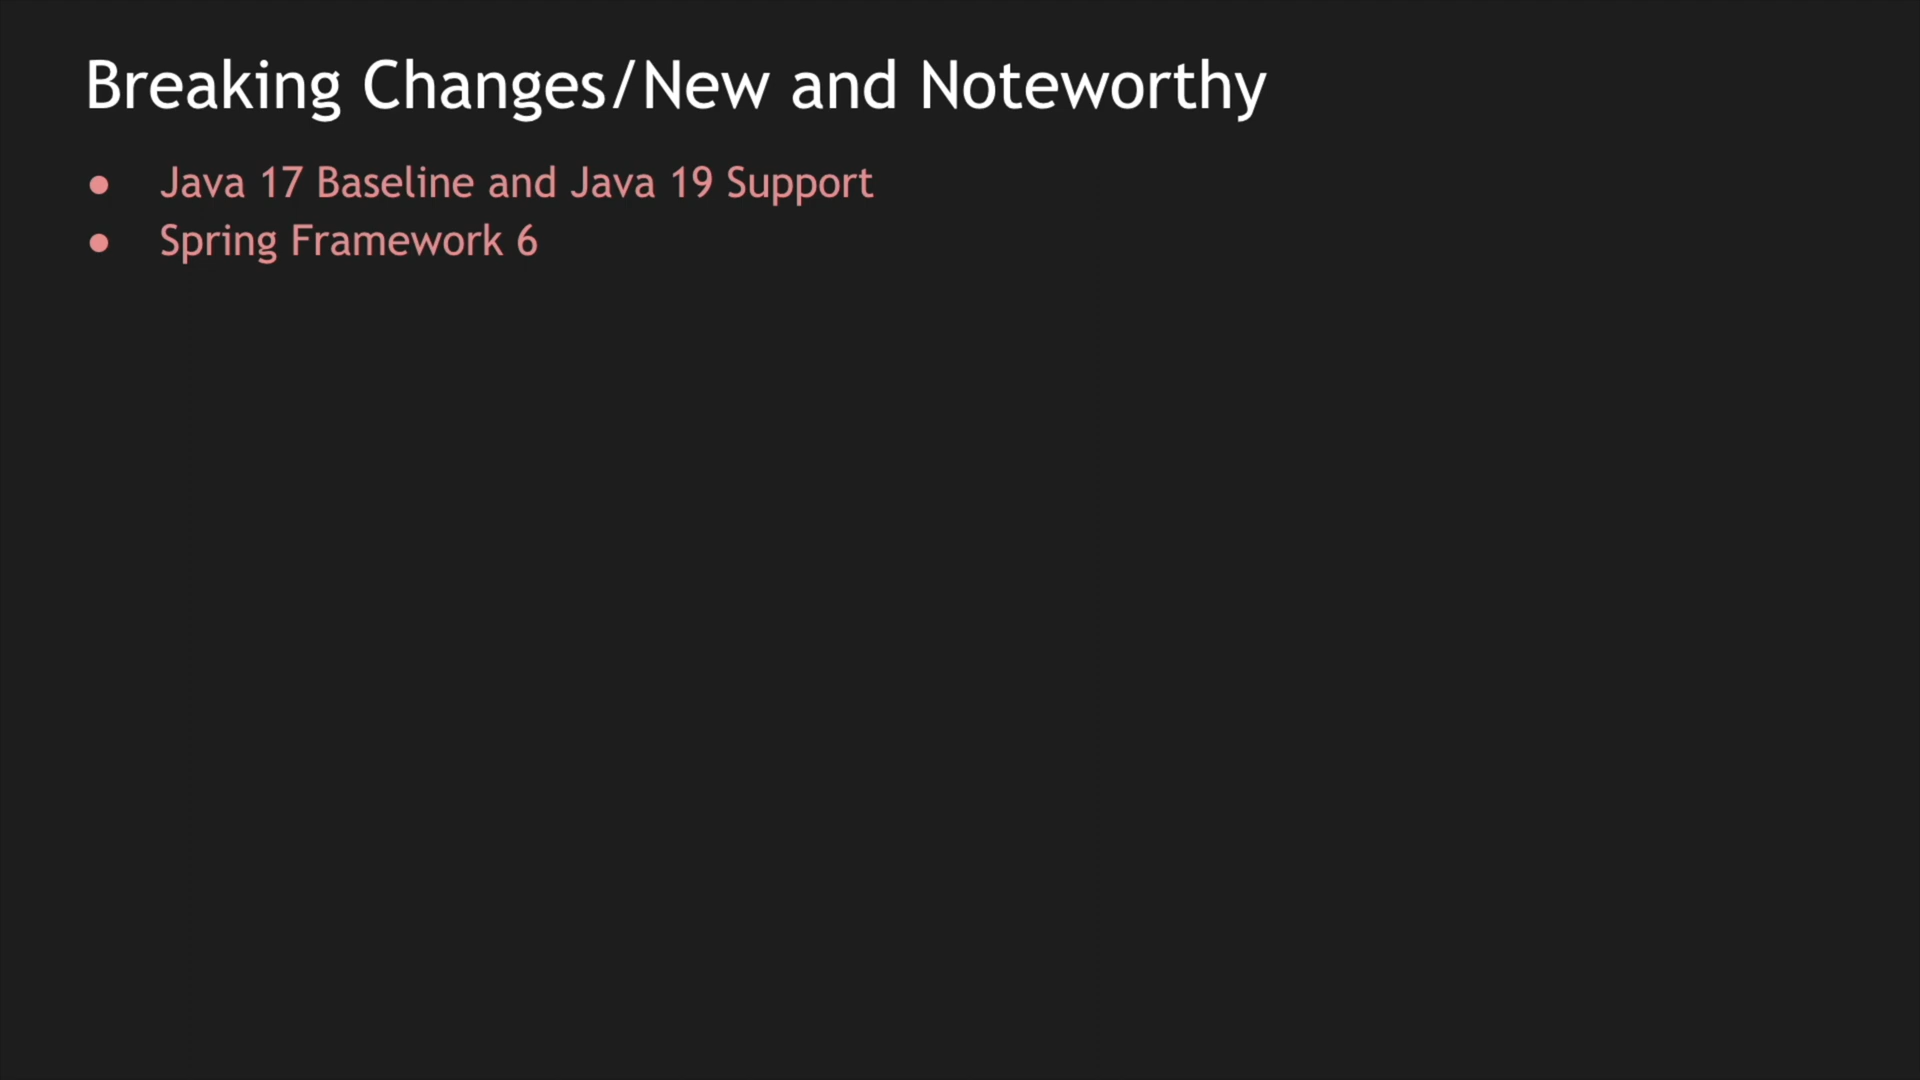 Breaking Changes/New and Noteworthy
● Java 17 Baseline and Java 19 Support
● Spring Framework 6